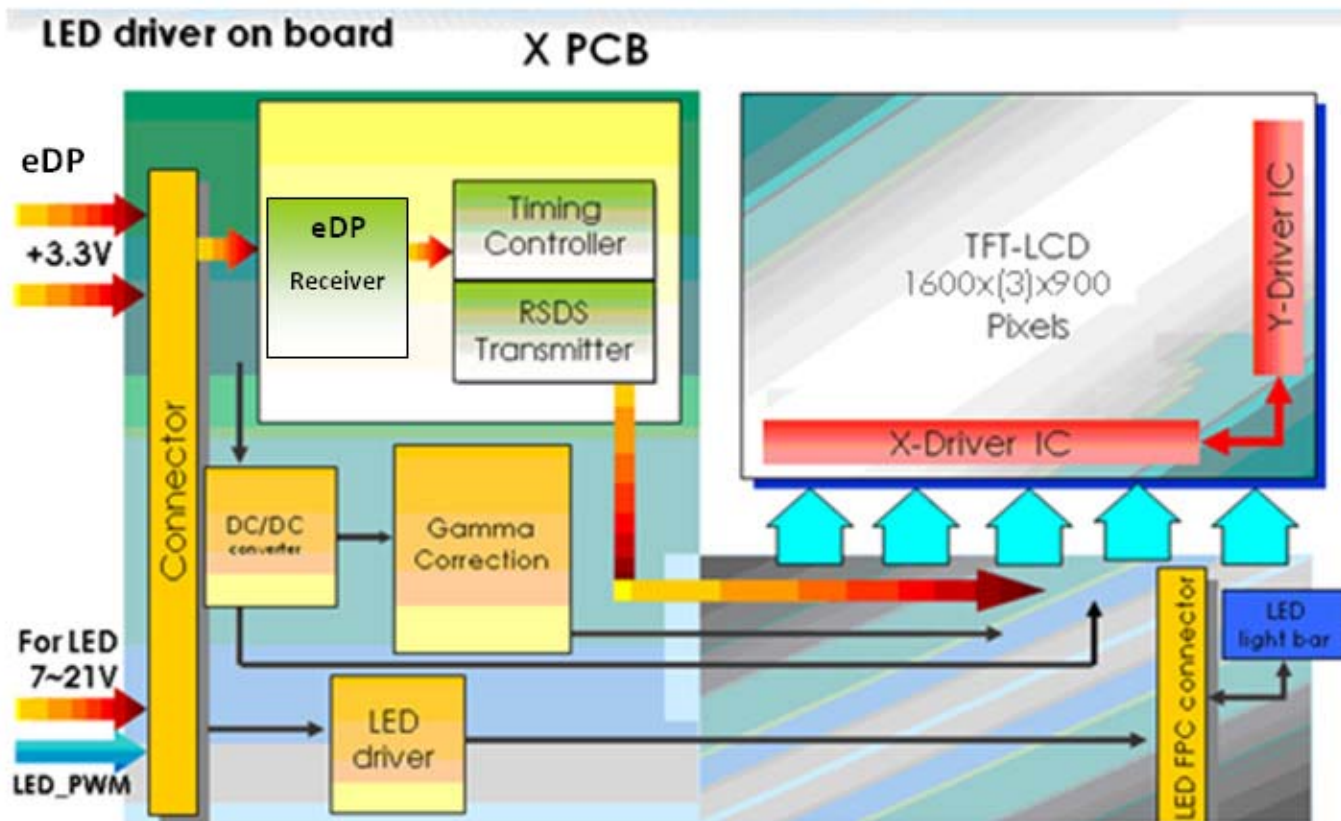 LED driver on board
X PCB
eDP
+3.3V
For LED
7~21V
LED_PWM
Connector
eDP
Receiver
Timing
Controller
RSDS
Transmitter
DC/DC
converter
Gamma
Correction
LED
driver
TFT-LCD
1600x(3)x900
Pixels
Y-Driver IC
X-Driver IC
LED FPC connector
LED
light bar